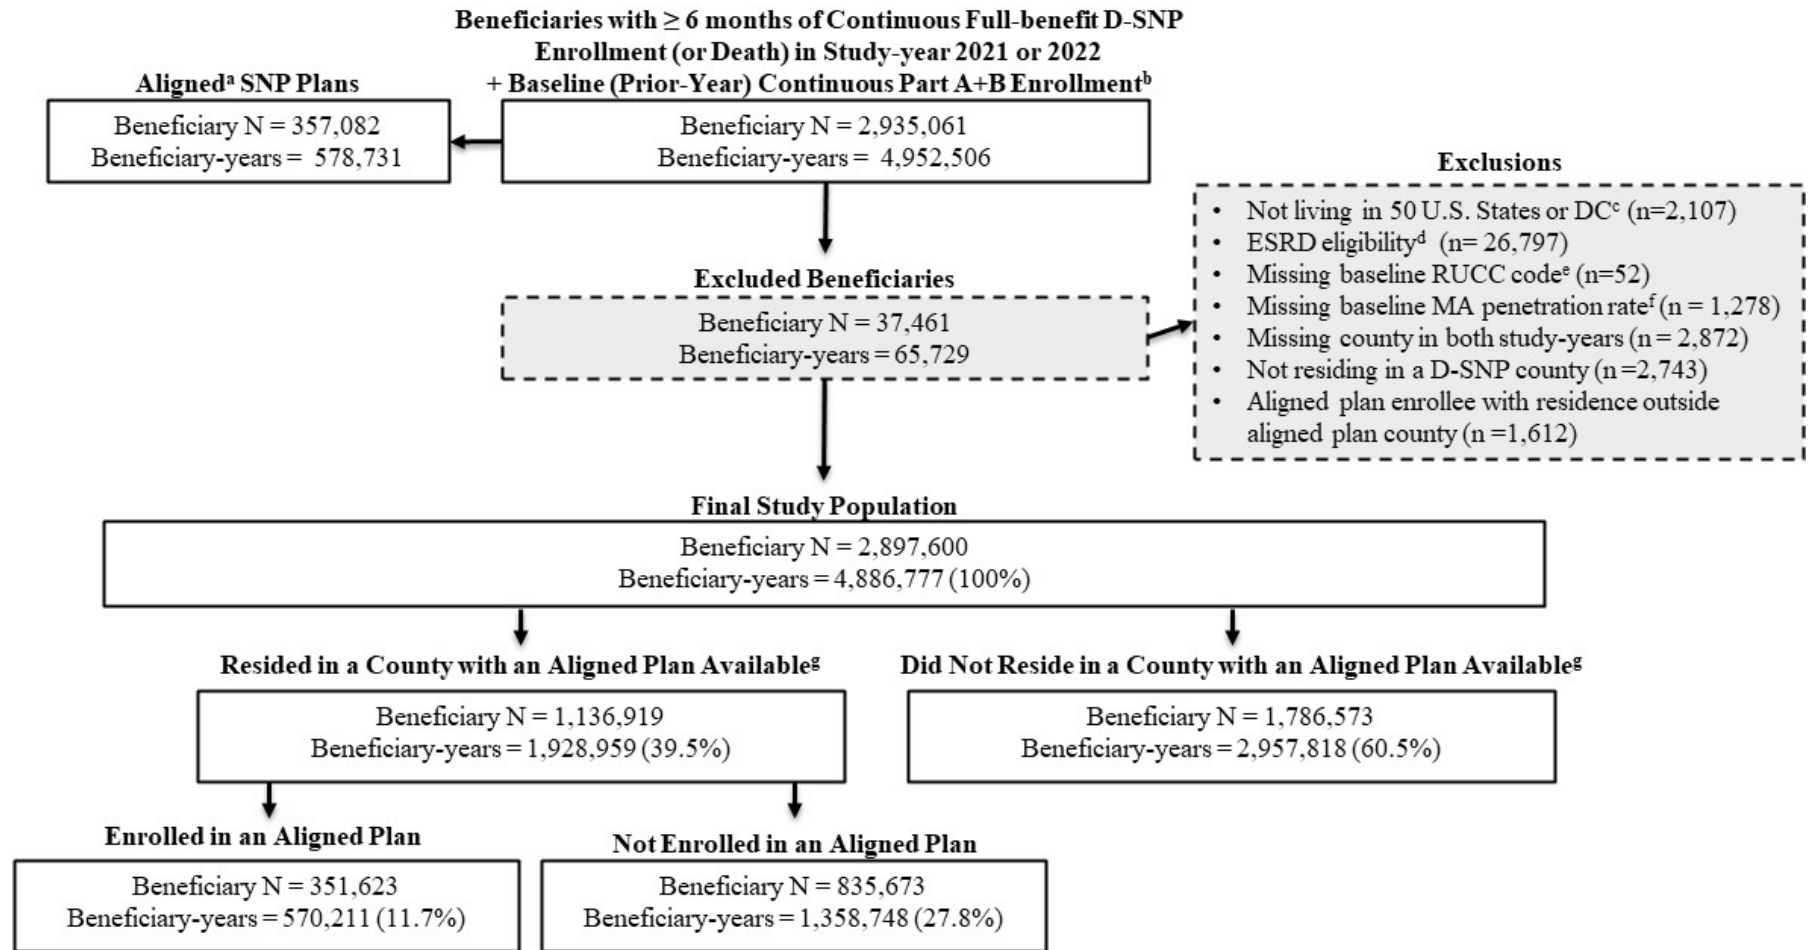 Beneficiaries with ≥ 6 months of Continuous Full-benefit D-SNP
Enrollment (or Death) in Study-year 2021 or 2022
+ Baseline (Prior-Year) Continuous Part A+B Enrollmentᵇ
Beneficiary N = 2,935,061
Beneficiary-years = 4,952,506
Alignedᵃ SNP Plans
Beneficiary N = 357,082
Beneficiary-years = 578,731
Exclusions
• Not living in 50 U.S. States or DCᶜ (n=2,107)
• ESRD eligibilityᵈ (n= 26,797)
• Missing baseline RUCC codeᵉ (n=52)
• Missing baseline MA penetration rateᶠ (n = 1,278)
• Missing county in both study-years (n = 2,872)
• Not residing in a D-SNP county (n =2,743)
• Aligned plan enrollee with residence outside
aligned plan county (n =1,612)
Excluded Beneficiaries
Beneficiary N = 37,461
Beneficiary-years = 65,729
Final Study Population
Beneficiary N = 2,897,600
Beneficiary-years = 4,886,777 (100%)
Resided in a County with an Aligned Plan Availableᵍ
Beneficiary N = 1,136,919
Beneficiary-years = 1,928,959 (39.5%)
Did Not Reside in a County with an Aligned Plan Availableᵍ
Beneficiary N = 1,786,573
Beneficiary-years = 2,957,818 (60.5%)
Enrolled in an Aligned Plan
Beneficiary N = 351,623
Beneficiary-years = 570,211 (11.7%)
Not Enrolled in an Aligned Plan
Beneficiary N = 835,673
Beneficiary-years = 1,358,748 (27.8%)